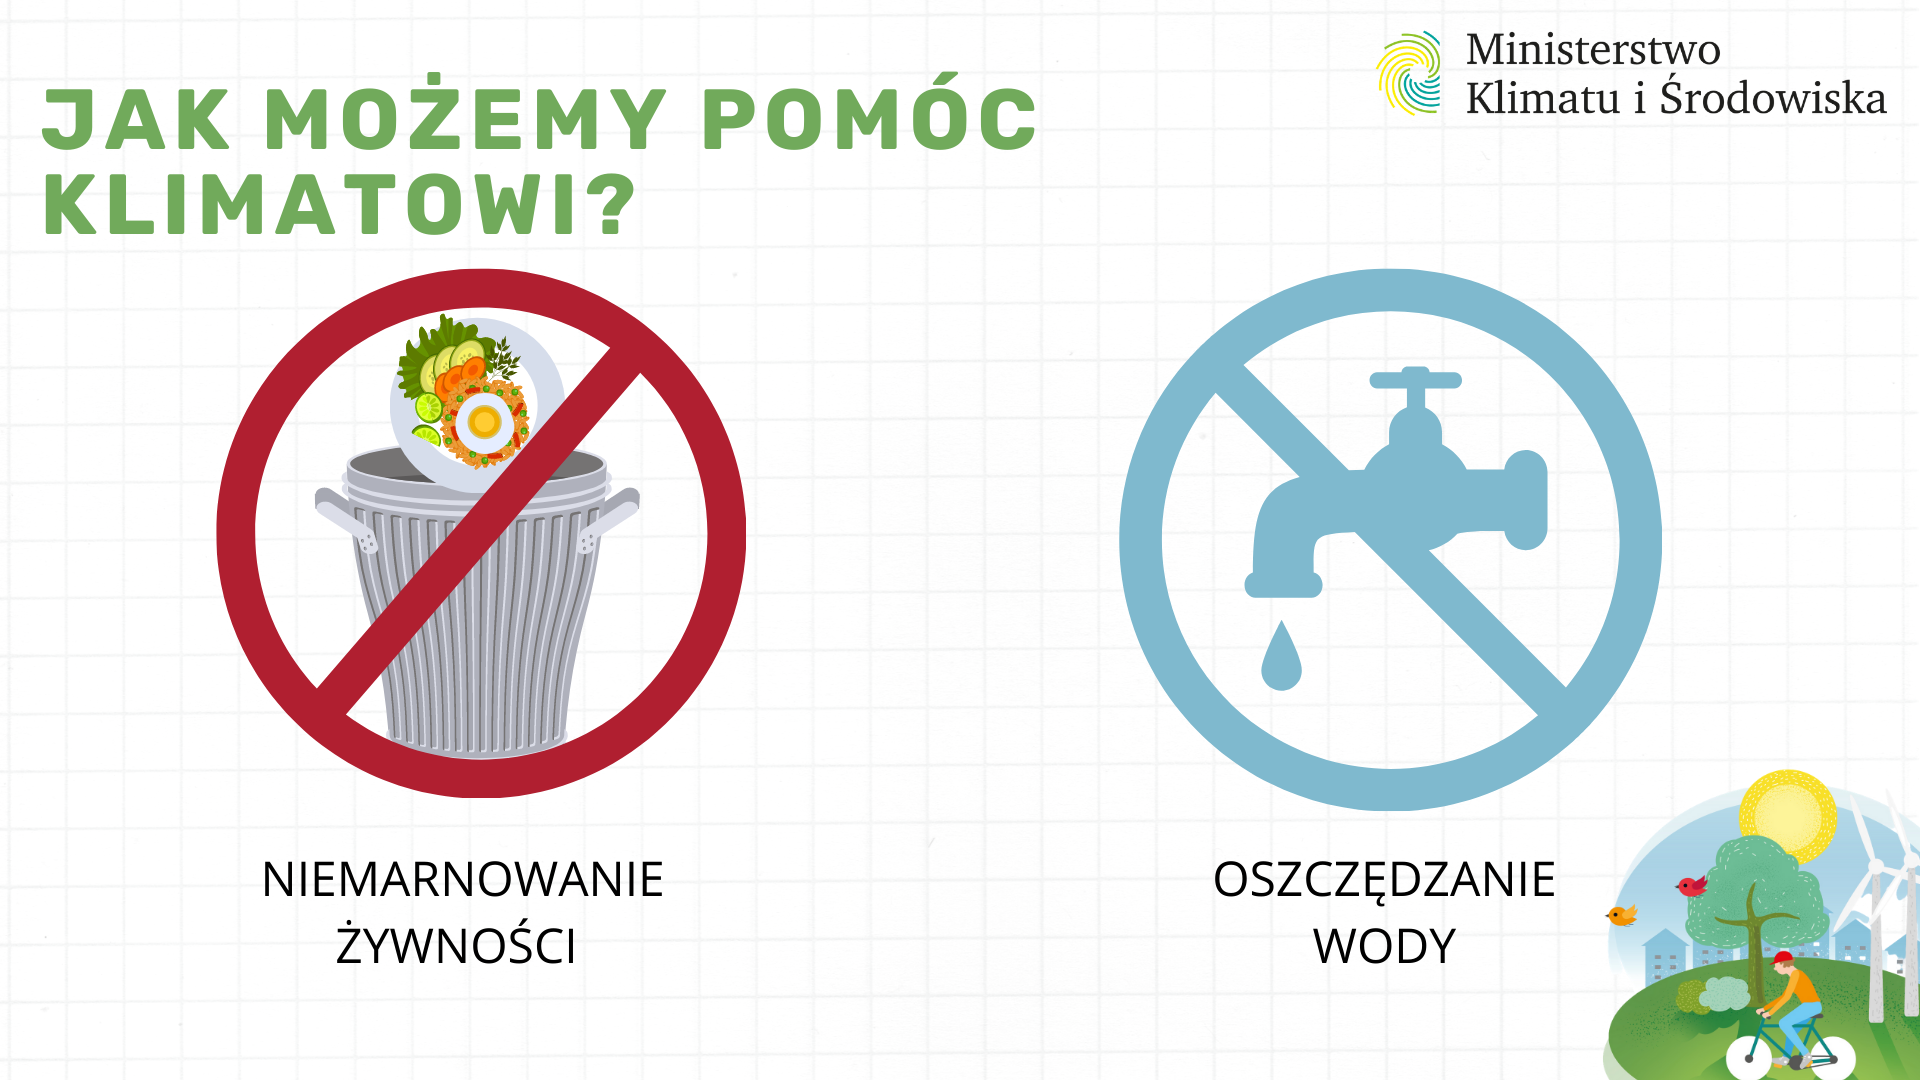 JAK MOŻEMY POMÓC
KLIMATOWI?
Ministerstwo
Klimatu i Środowiska
NIEMARNOWANIE
ŻYWNOŚCI
OSZCZĘDZANIE
WODY